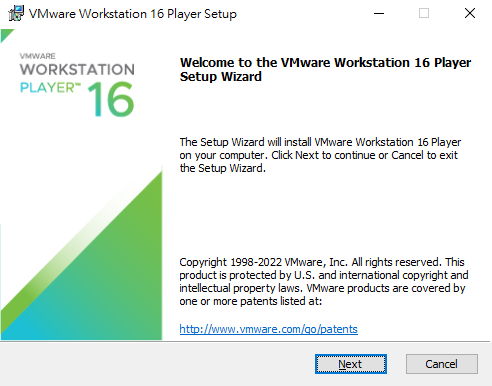 VMware Workstation 16 Player Setup
VMWARE
WORKSTATION
PLAYER™ 16
Welcome to the VMware Workstation 16 Player
Setup Wizard
The Setup Wizard will install VMware Workstation 16 Player
on your computer. Click Next to continue or Cancel to exit
the Setup Wizard.
Copyright 1998-2022 VMware, Inc. All rights reserved. This
product is protected by U.S. and international copyright and
intellectual property laws. VMware products are covered by
one or more patents listed at:
http://www.vmware.com/go/patents
Next
Cancel